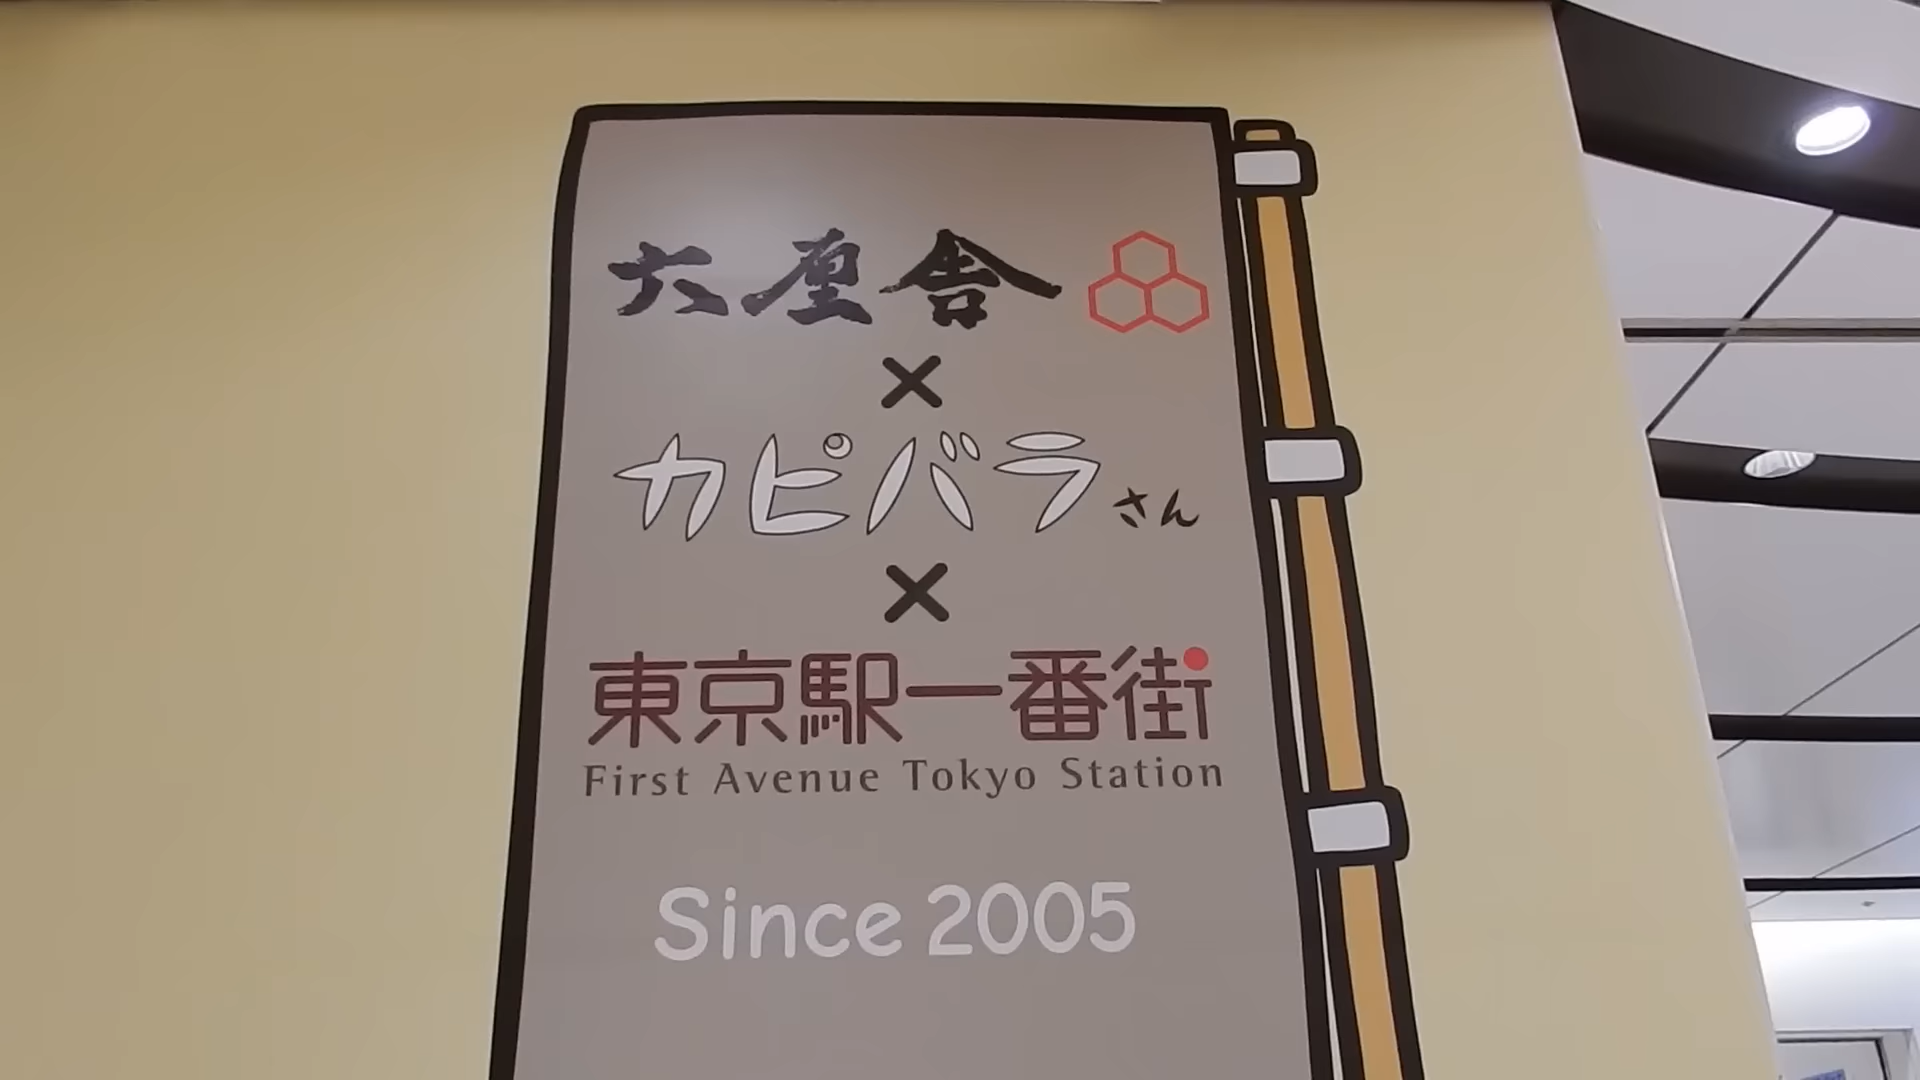 六厘舎
×
カピバラさん
×
東京駅一番街
First Avenue Tokyo Station
Since 2005